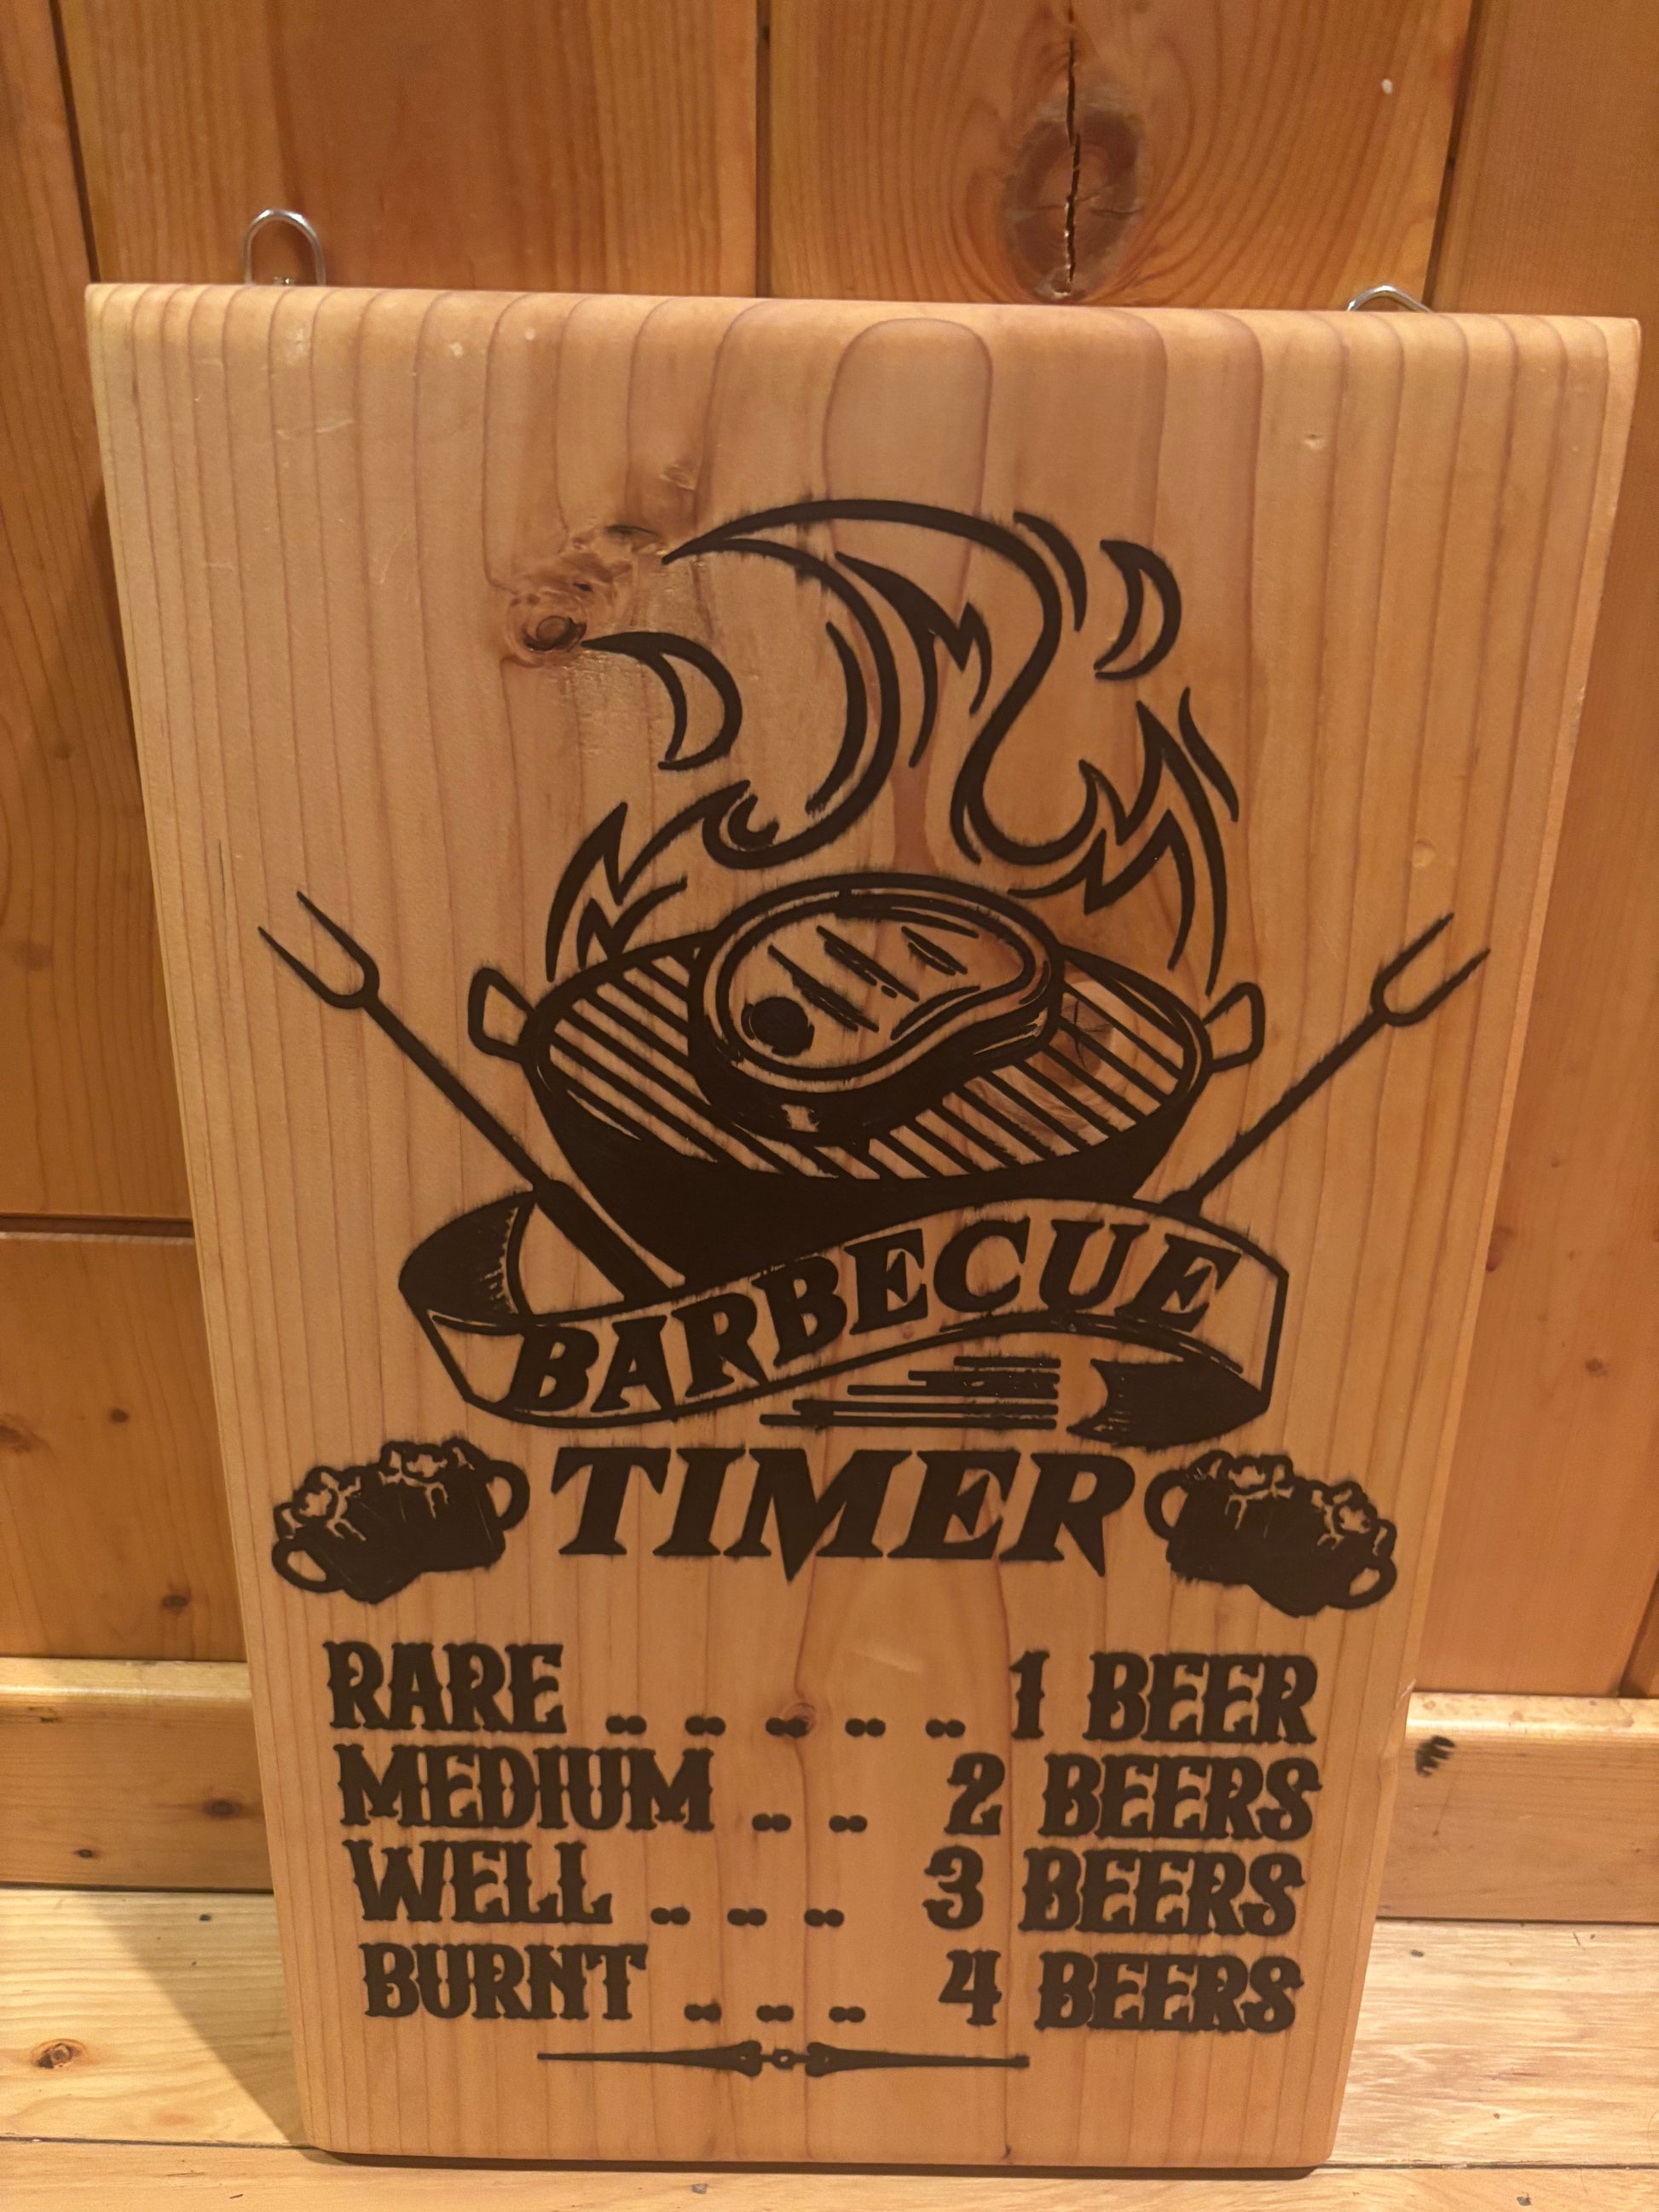 BARBECUE
TIMER
RARE .. .. .. .. .. 1 BEER
MEDIUM .. .. 2 BEERS
WELL .. .. .. 3 BEERS
BURNT .. .. .. 4 BEERS